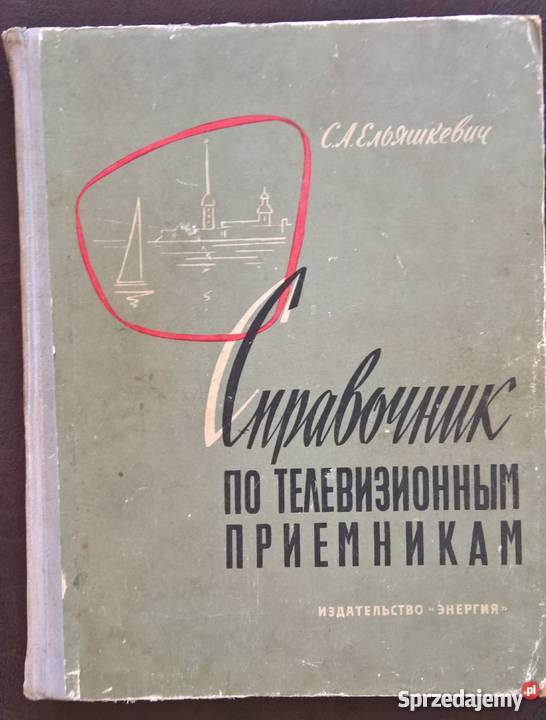 С.А.Ельяшкевич
Справочник
ПО ТЕЛЕВИЗИОННЫМ
ПРИЕМНИКАМ
ИЗДАТЕЛЬСТВО «ЭНЕРГИЯ»
Sprzedajemy.pl